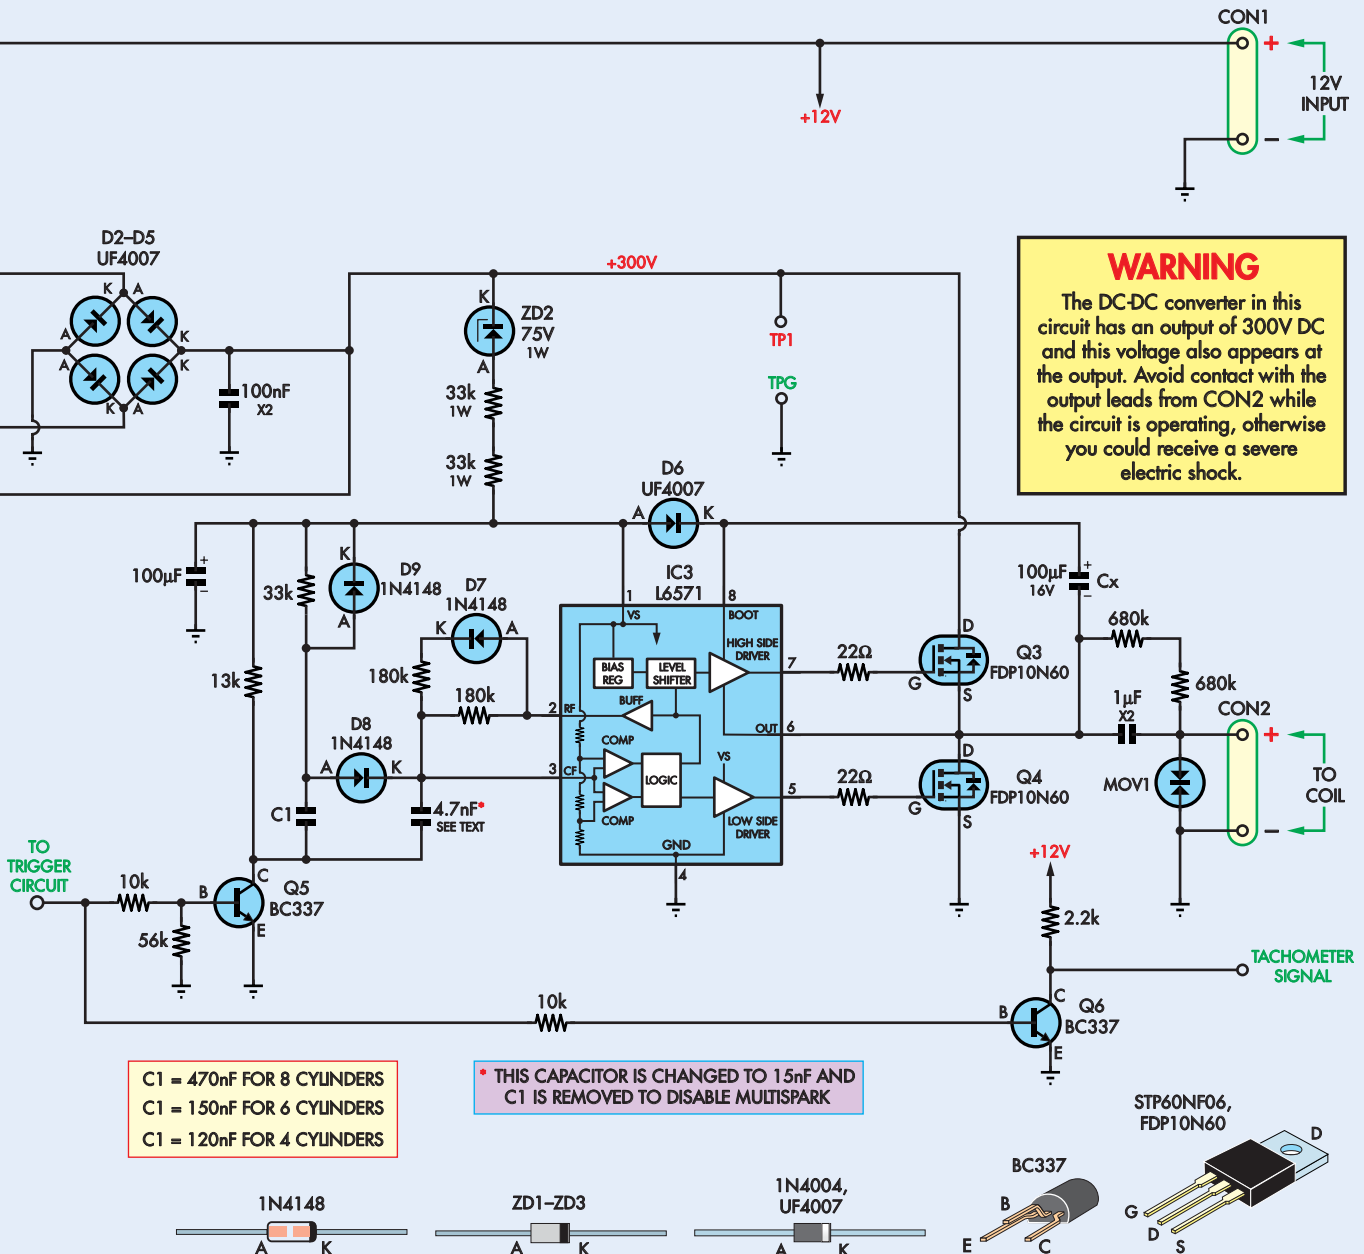 CON1
+
12V
INPUT
–
+12V
D2–D5
UF4007
K
A
A
K
A
K
K
A
100nF
X2
+300V
K
ZD2
75V
1W
A
33k
1W
33k
1W
TP1
TPG
WARNING
The DC-DC converter in this
circuit has an output of 300V DC
and this voltage also appears at
the output. Avoid contact with the
output leads from CON2 while
the circuit is operating, otherwise
you could receive a severe
electric shock.
D6
UF4007
A
K
100µF
+
–
33k
K
D9
1N4148
A
D7
1N4148
K
A
13k
180k
180k
D8
1N4148
A
K
C1
4.7nF*
SEE TEXT
IC3
L6571
1
8
VS
BOOT
HIGH SIDE
DRIVER
7
BIAS
REG
LEVEL
SHIFTER
BUFF
2
RF
OUT
6
COMP
VS
3
CF
LOGIC
5
COMP
LOW SIDE
DRIVER
GND
4
22Ω
22Ω
D
Q3
FDP10N60
G
S
D
Q4
FDP10N60
G
S
100µF
16V
+
–
Cx
680k
680k
1µF
X2
CON2
+
MOV1
TO
COIL
–
TO
TRIGGER
CIRCUIT
10k
B
C
Q5
BC337
E
56k
+12V
2.2k
TACHOMETER
SIGNAL
10k
B
C
Q6
BC337
E
C1 = 470nF FOR 8 CYLINDERS
C1 = 150nF FOR 6 CYLINDERS
C1 = 120nF FOR 4 CYLINDERS
* THIS CAPACITOR IS CHANGED TO 15nF AND
C1 IS REMOVED TO DISABLE MULTISPARK
1N4148
A
K
ZD1–ZD3
A
K
1N4004,
UF4007
A
K
BC337
B
E
C
STP60NF06,
FDP10N60
D
G
D
S